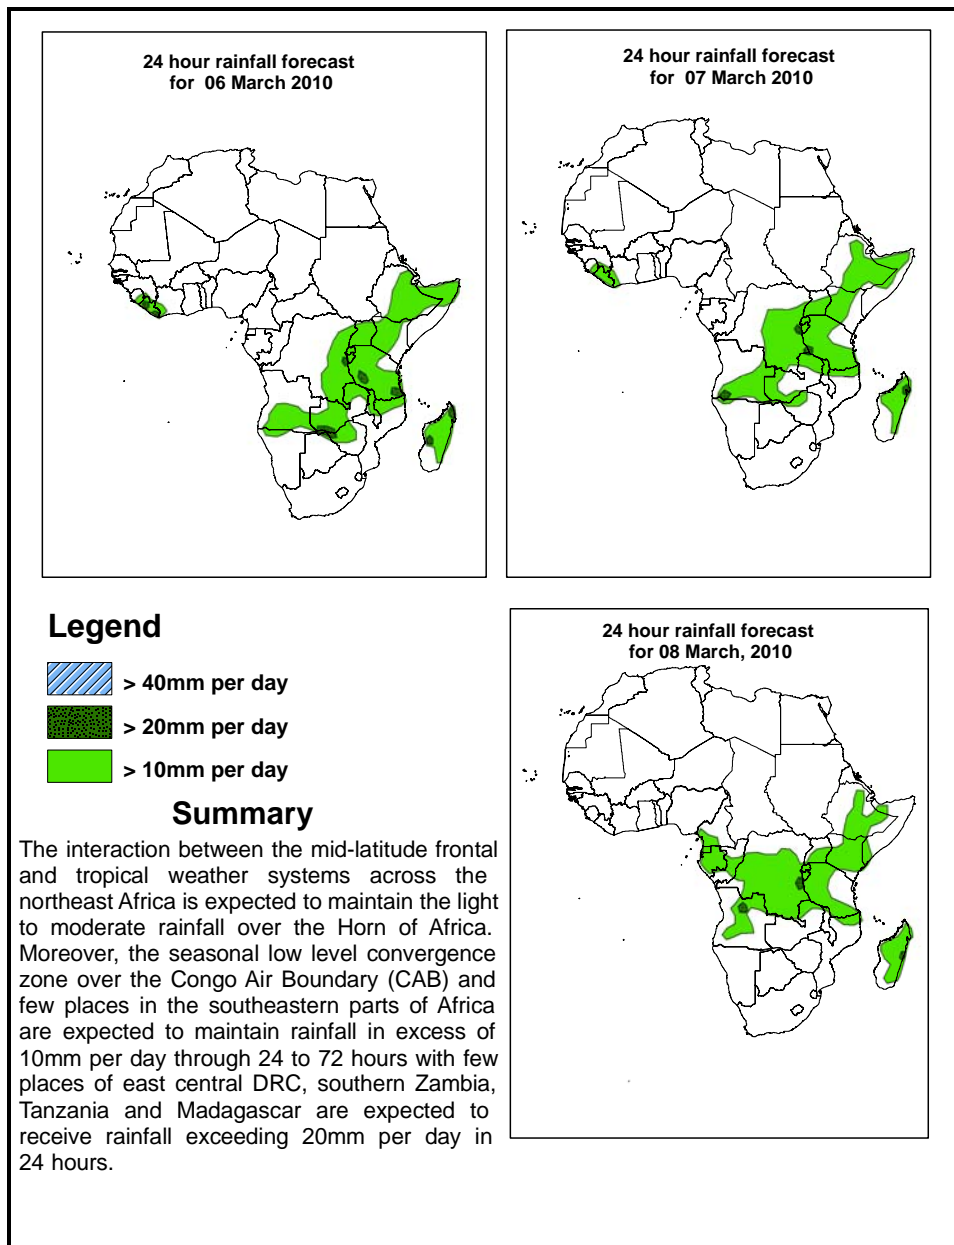 24 hour rainfall forecast
for 06 March 2010
24 hour rainfall forecast
for 07 March 2010
Legend
> 40mm per day
> 20mm per day
> 10mm per day
24 hour rainfall forecast
for 08 March, 2010
Summary
The interaction between the mid-latitude frontal
and tropical weather systems across the
northeast Africa is expected to maintain the light
to moderate rainfall over the Horn of Africa.
Moreover, the seasonal low level convergence
zone over the Congo Air Boundary (CAB) and
few places in the southeastern parts of Africa
are expected to maintain rainfall in excess of
10mm per day through 24 to 72 hours with few
places of east central DRC, southern Zambia,
Tanzania and Madagascar are expected to
receive rainfall exceeding 20mm per day in
24 hours.